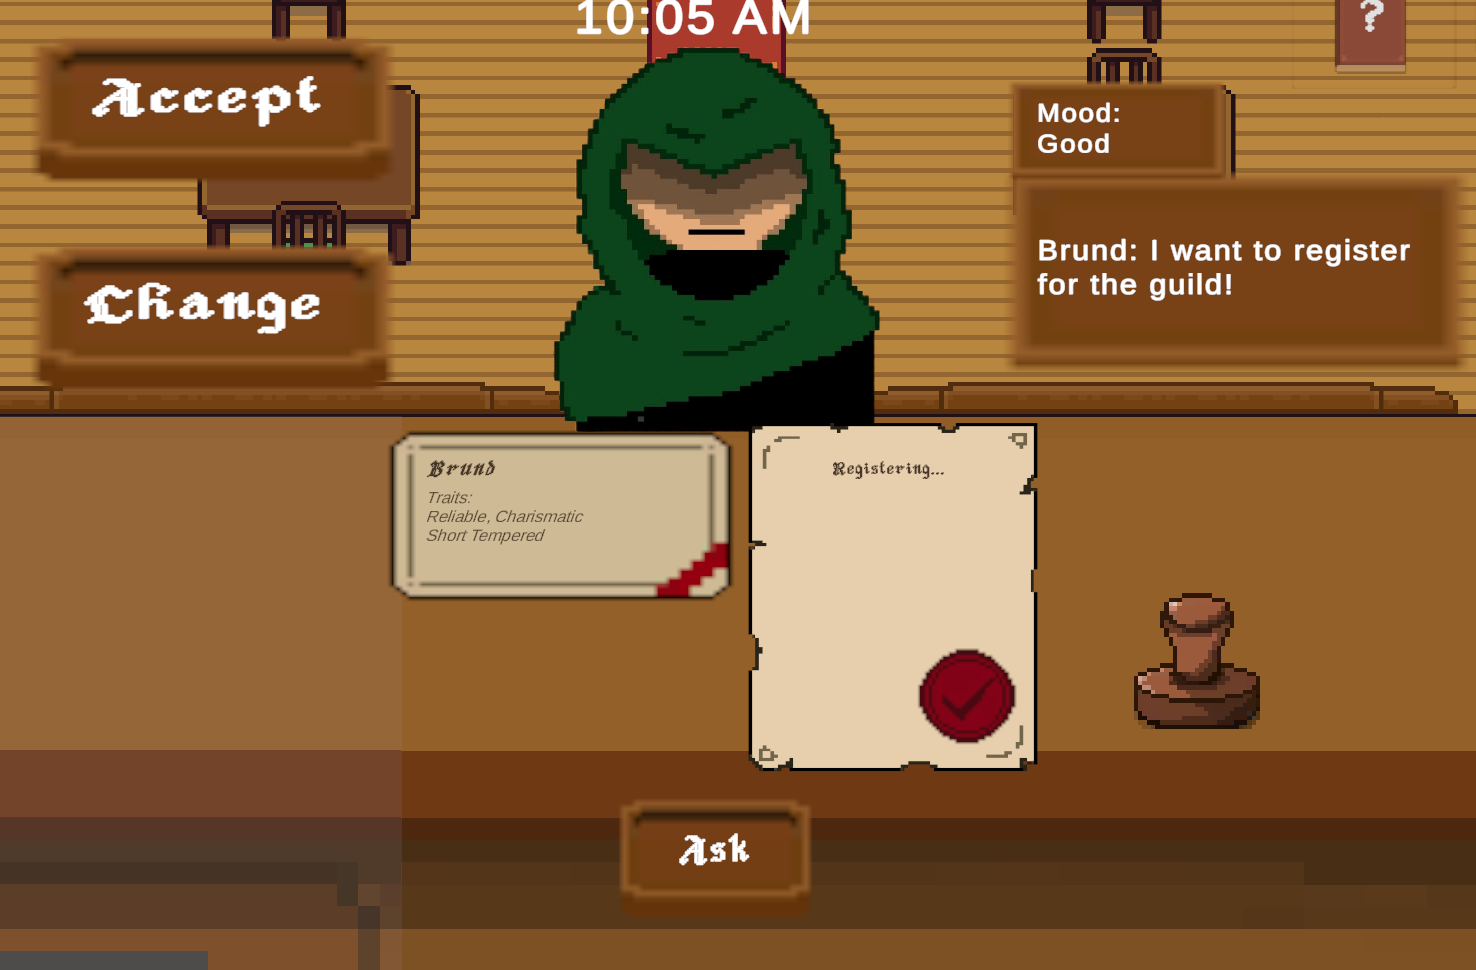 10:05 AM
?
Accept
Mood:
Good
Brund: I want to register
for the guild!
Change
Brund
Traits:
Reliable, Charismatic
Short Tempered
Registering...
Ask